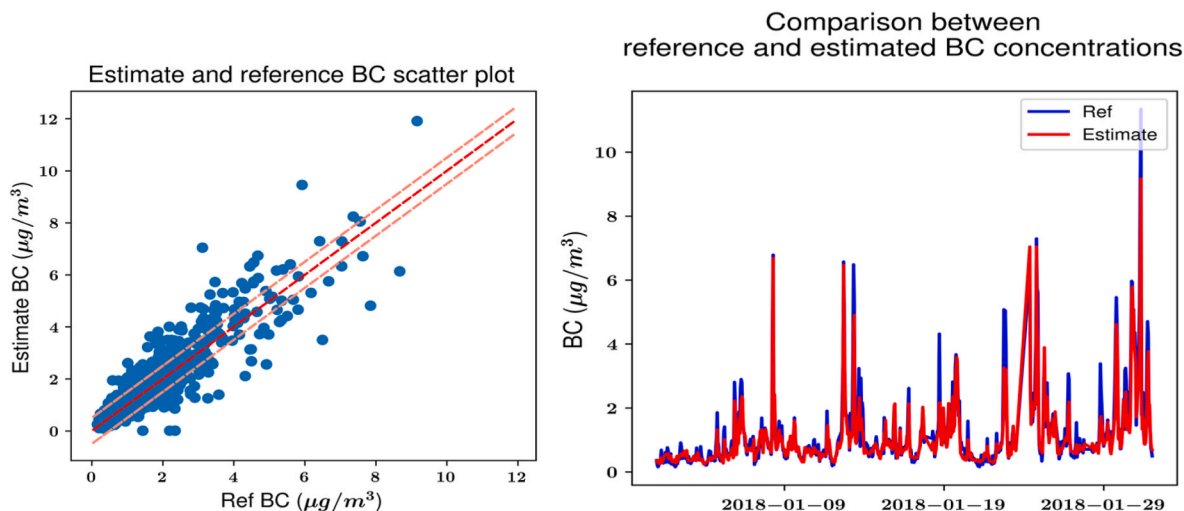 Estimate and reference BC scatter plot
Estimate BC (μg/m³)
12
10
8
6
4
2
0
0 2 4 6 8 10 12
Ref BC (μg/m³)
Comparison between
reference and estimated BC concentrations
BC (μg/m³)
10
8
6
4
2
0
Ref
Estimate
2018−01−09 2018−01−19 2018−01−29